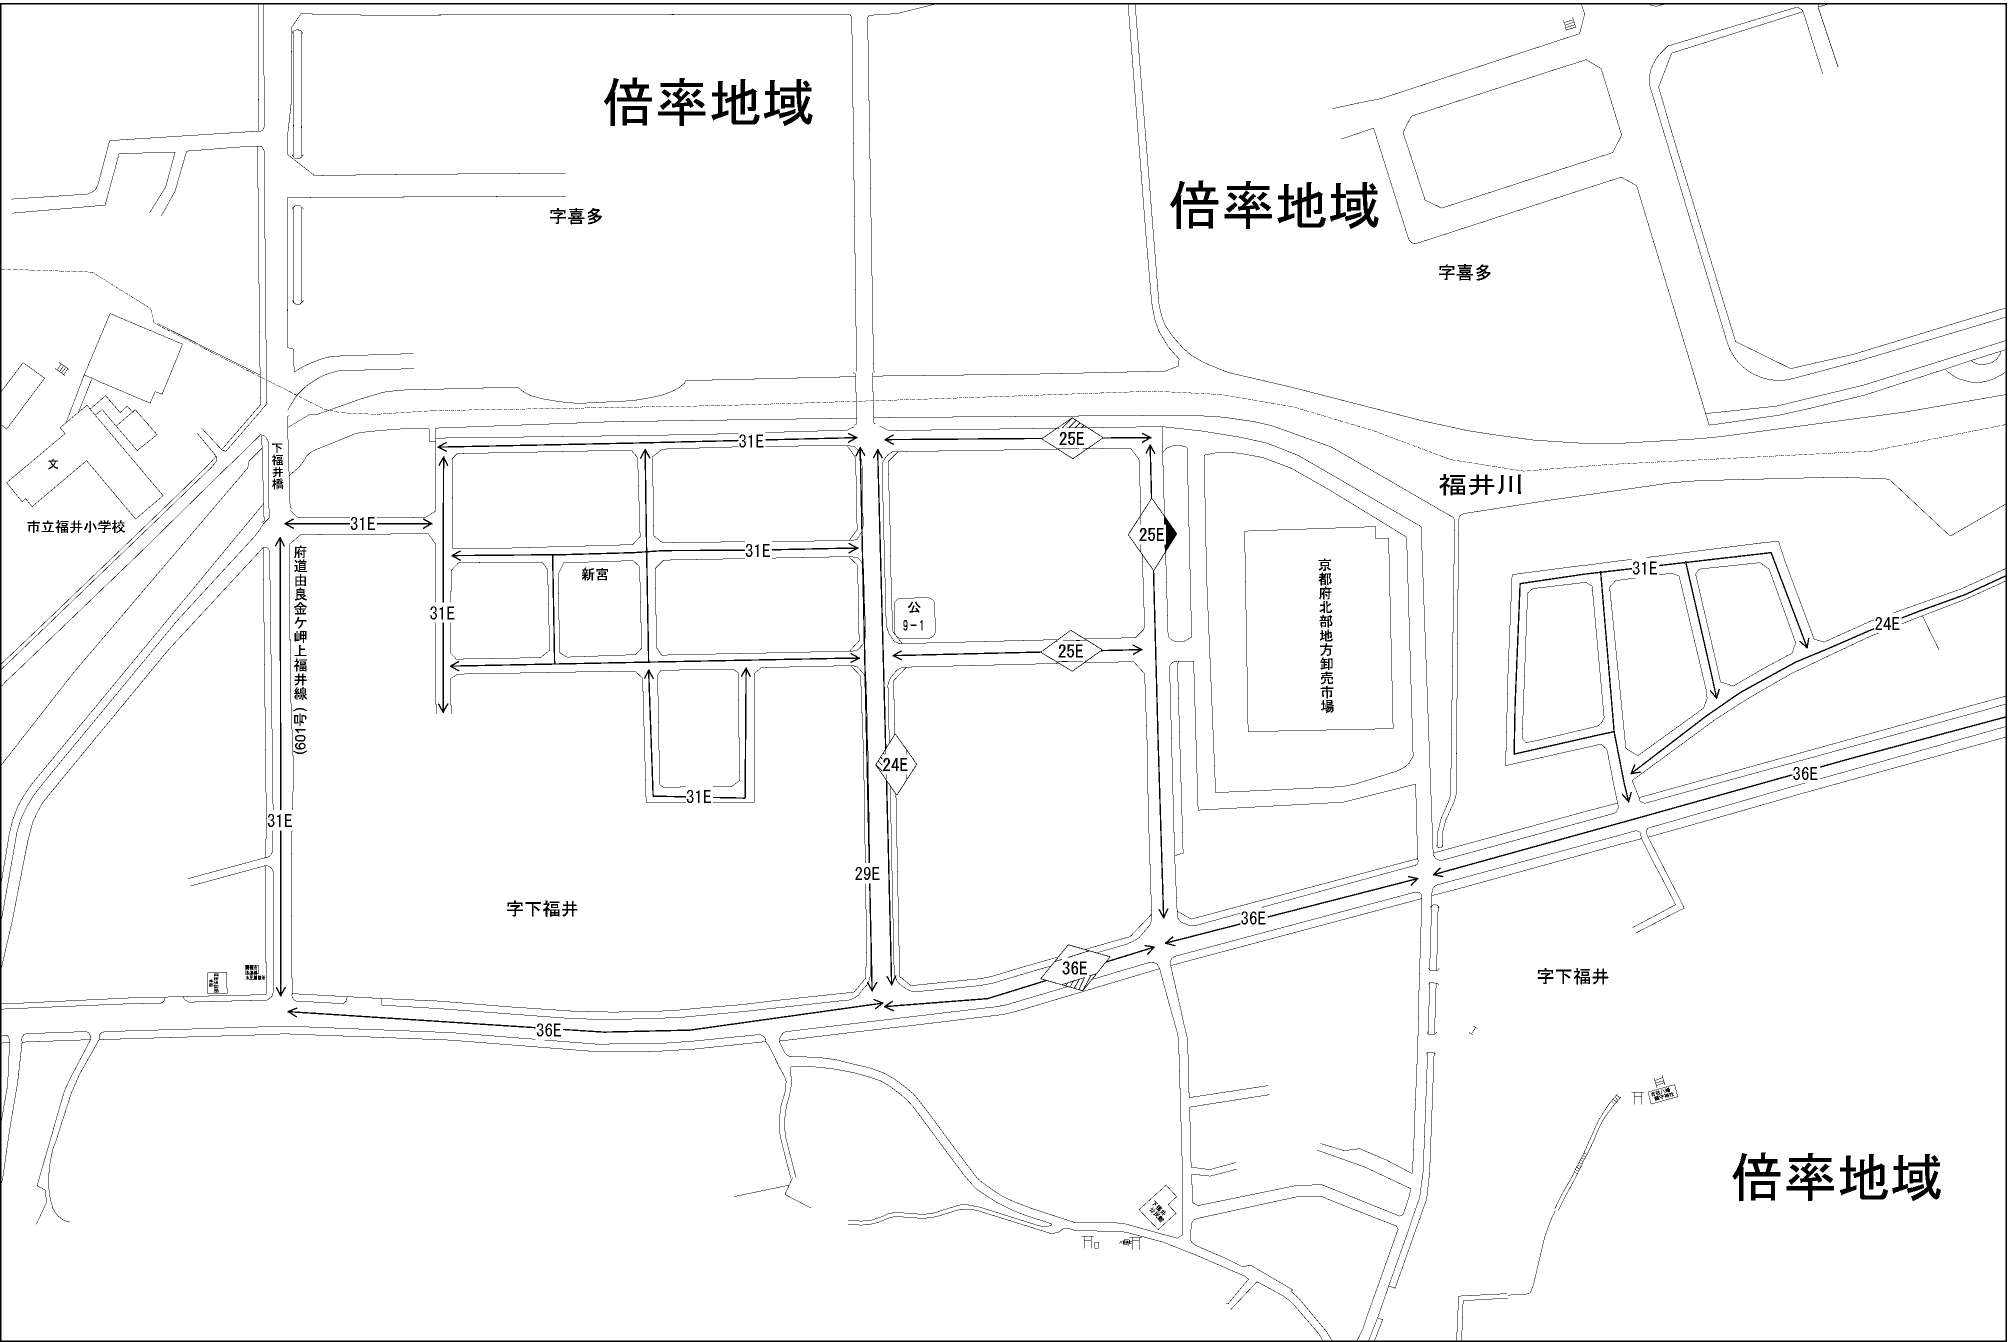 倍率地域
倍率地域
字喜多
字喜多
31E
25E
下福井橋
文
市立福井小学校
福井川
31E
25E
府道由良金ケ岬上福井線（601号）
31E
新宮
京都府北部地方卸売市場
31E
公
9-1
31E
24E
25E
24E
31E
36E
31E
29E
字下福井
36E
36E
字下福井
36E
倍率地域